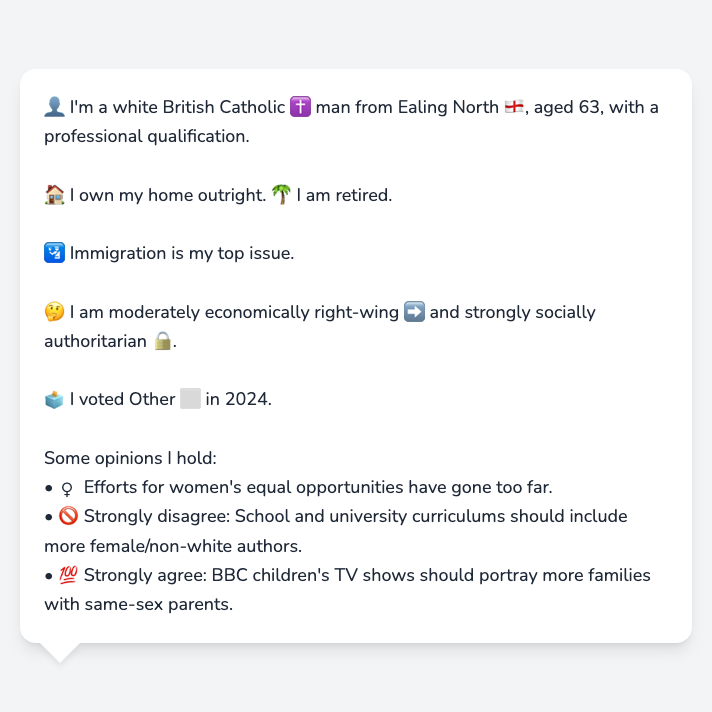 👤 I'm a white British Catholic ✝️ man from Ealing North 🏴󠁧󠁢󠁥󠁮󠁧󠁿, aged 63, with a
professional qualification.
🏠 I own my home outright. 🌴 I am retired.
🛂 Immigration is my top issue.
🤔 I am moderately economically right-wing ➡️ and strongly socially
authoritarian 🔒.
🗳️ I voted Other ⬜ in 2024.
Some opinions I hold:
• ♀ Efforts for women's equal opportunities have gone too far.
• 🚫 Strongly disagree: School and university curriculums should include
more female/non-white authors.
• 💯 Strongly agree: BBC children's TV shows should portray more families
with same-sex parents.